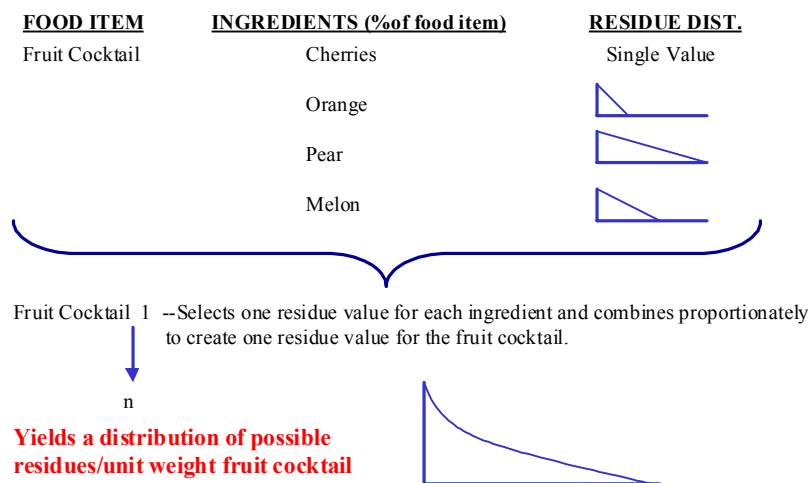 FOOD ITEM INGREDIENTS (%of food item) RESIDUE DIST.
Fruit Cocktail Cherries Single Value
Orange
Pear
Melon
Fruit Cocktail 1 --Selects one residue value for each ingredient and combines proportionately
to create one residue value for the fruit cocktail.
n
Yields a distribution of possible
residues/unit weight fruit cocktail